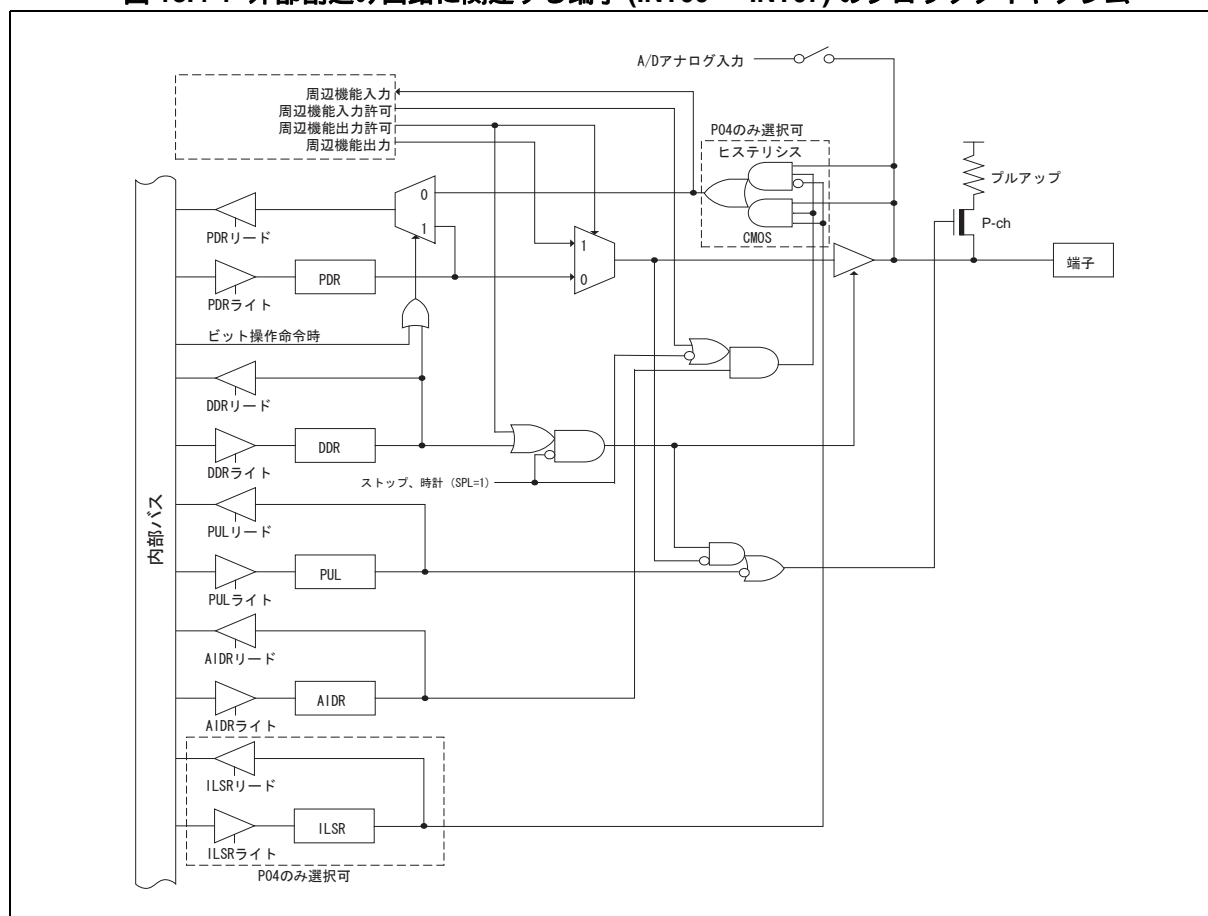 A/Dアナログ入力
周辺機能入力
周辺機能入力許可
周辺機能出力許可
周辺機能出力
P04のみ選択可
ヒステリシス
プルアップ
0
P-ch
PDRリード
1
1
CMOS
端子
PDR
0
PDRライト
ビット操作命令時
DDRリード
DDR
DDRライト
ストップ、時計 (SPL=1)
内部バス
PULリード
PUL
PULライト
AIDRリード
AIDR
AIDRライト
ILSRリード
ILSR
ILSRライト
P04のみ選択可